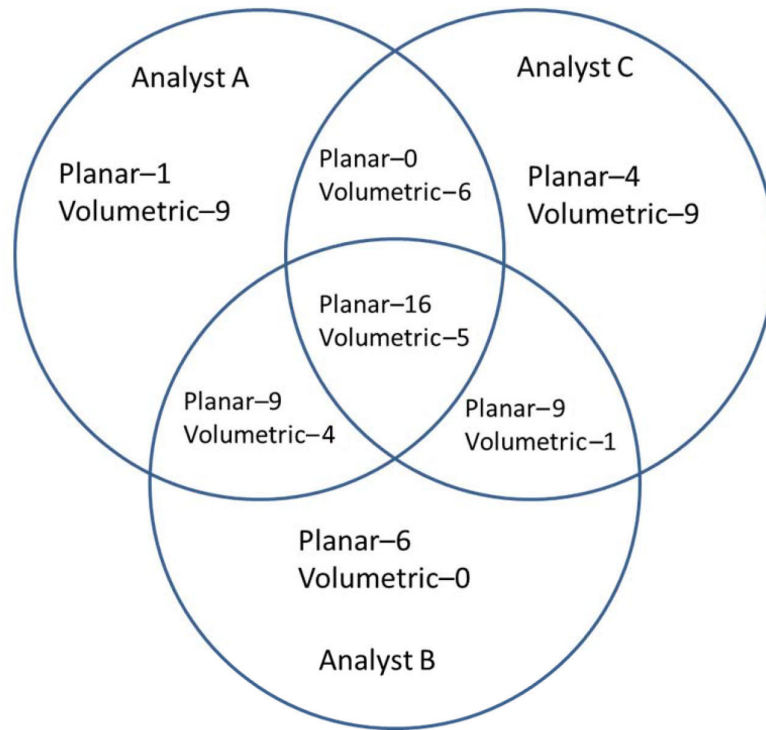 Analyst A
Planar–1
Volumetric–9
Analyst C
Planar–4
Volumetric–9
Planar–0
Volumetric–6
Planar–16
Volumetric–5
Planar–9
Volumetric–4
Planar–9
Volumetric–1
Planar–6
Volumetric–0
Analyst B